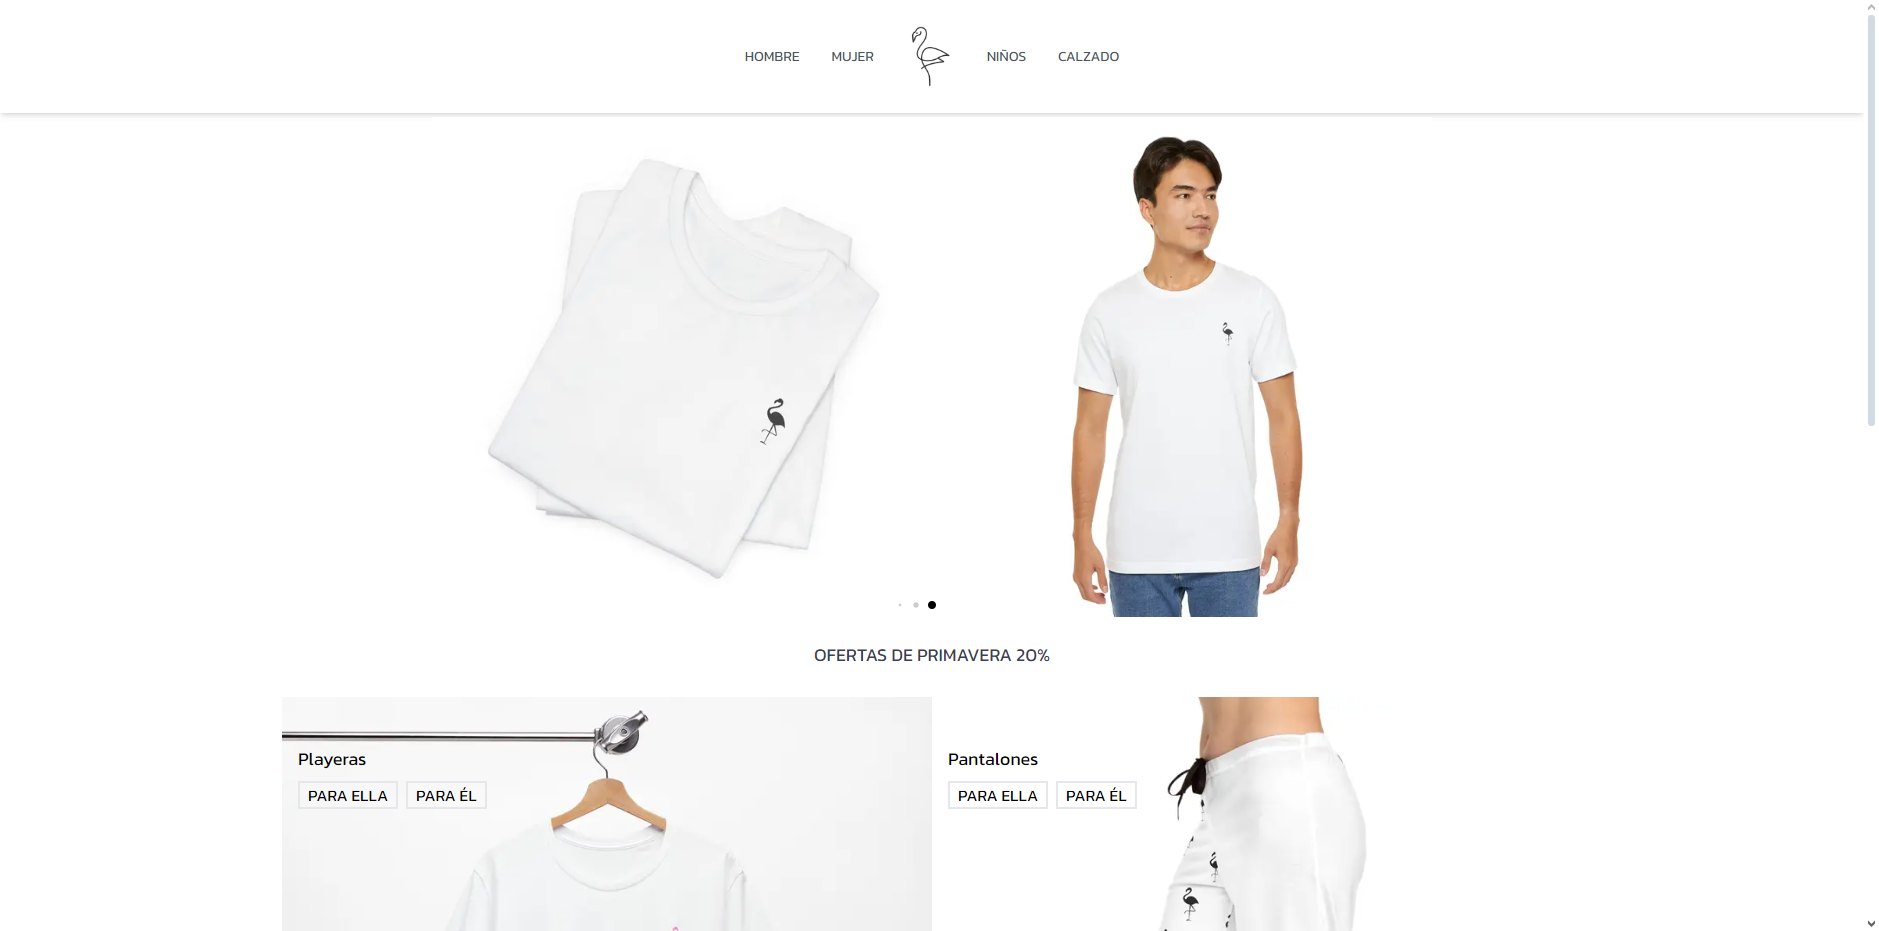 HOMBRE MUJER NIÑOS CALZADO
OFERTAS DE PRIMAVERA 20%
Playeras
PARA ELLA PARA ÉL
Pantalones
PARA ELLA PARA ÉL